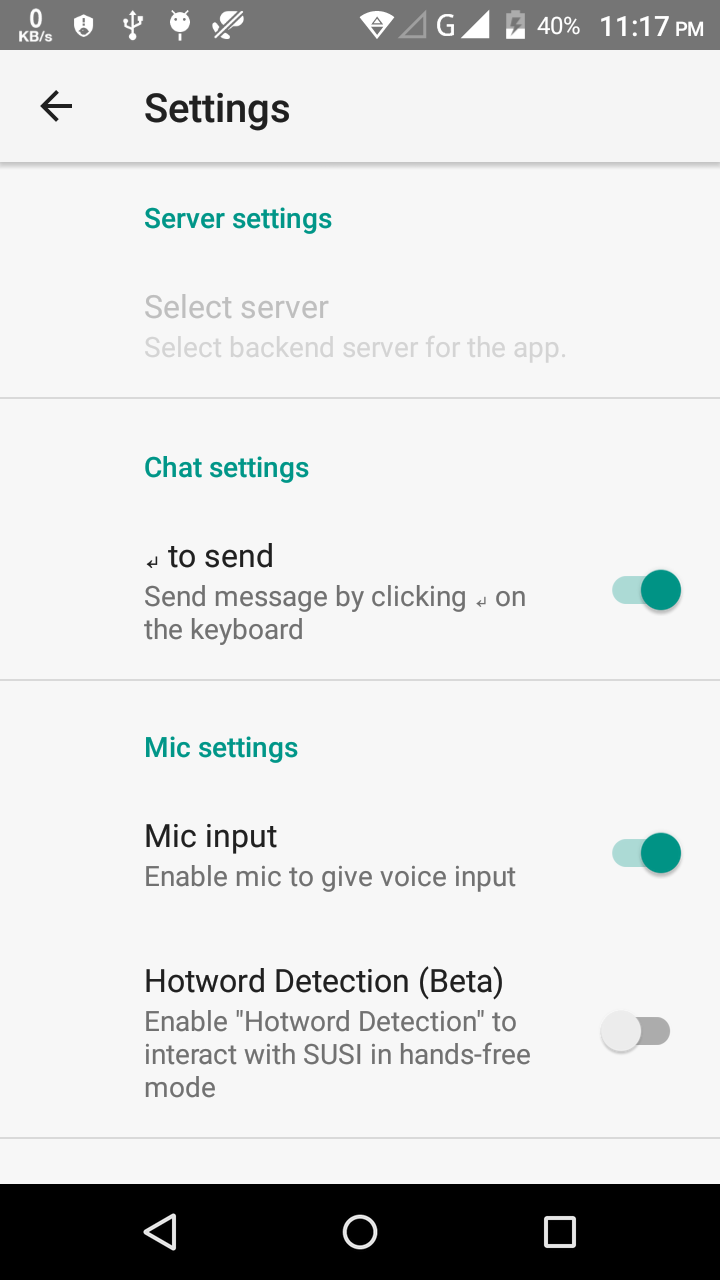 0
KB/s
G 40% 11:17 PM
Settings
Server settings
Select server
Select backend server for the app.
Chat settings
↵ to send
Send message by clicking ↵ on
the keyboard
Mic settings
Mic input
Enable mic to give voice input
Hotword Detection (Beta)
Enable "Hotword Detection" to
interact with SUSI in hands-free
mode